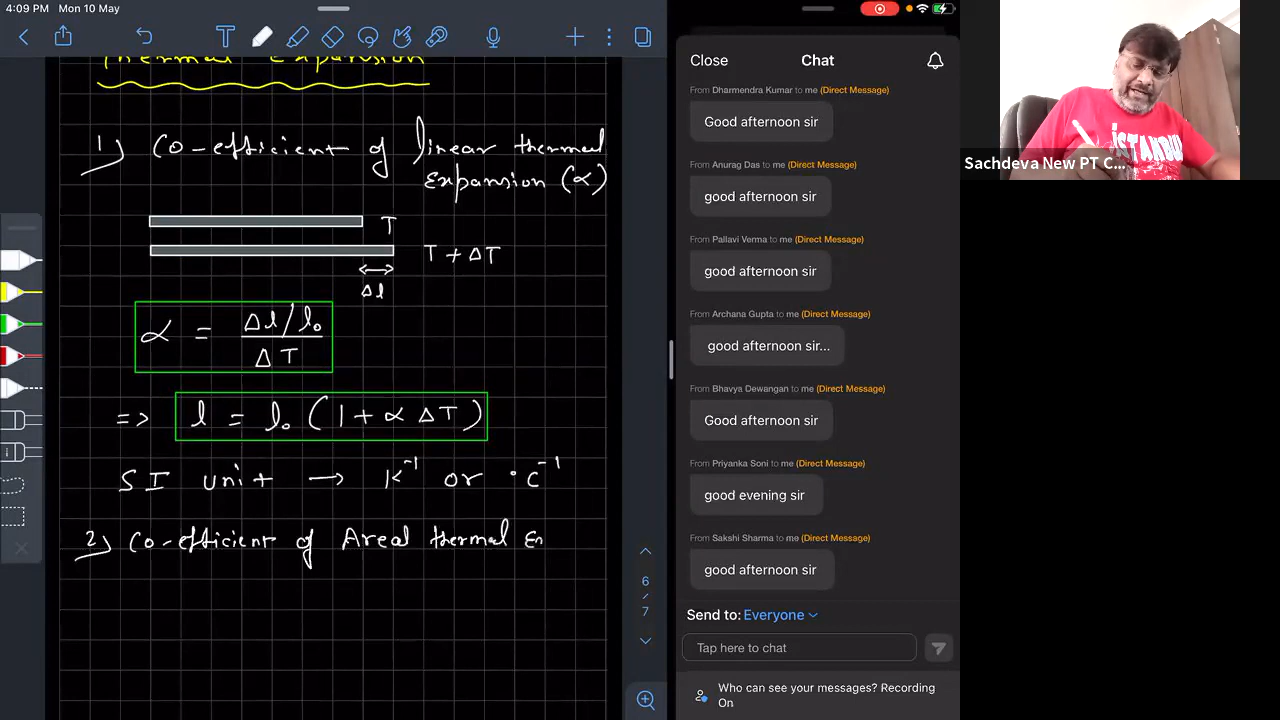 4:09 PM Mon 10 May
Thermal Expansion
1) Co-efficient of linear thermal
Expansion (α)
T
T + ΔT
Δl
α = Δl/l₀ / ΔT
=> l = l₀ (1 + α ΔT)
SI unit → K⁻¹ or °C⁻¹
2) Co-efficient of Areal thermal En
6
7
Close
Chat
From Dharmendra Kumar to me (Direct Message)
Good afternoon sir
From Anurag Das to me (Direct Message)
good afternoon sir
From Pallavi Verma to me (Direct Message)
good afternoon sir
From Archana Gupta to me (Direct Message)
good afternoon sir...
From Bhavya Dewangan to me (Direct Message)
Good afternoon sir
From Priyanka Soni to me (Direct Message)
good evening sir
From Sakshi Sharma to me (Direct Message)
good afternoon sir
Send to: Everyone
Tap here to chat
Who can see your messages? Recording
On
İSTANBUL
Sachdeva New PT C...